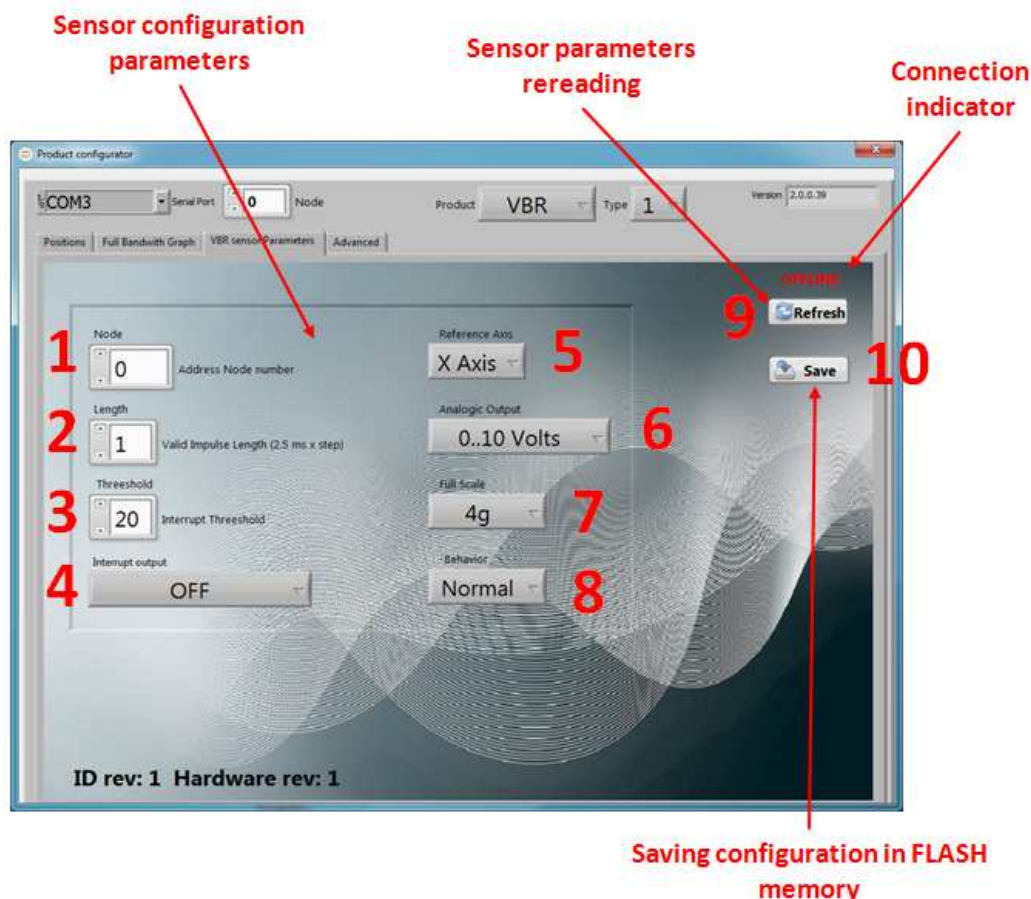 Sensor configuration
parameters
Sensor parameters
rereading
Connection
indicator
Product configurator
COM3
Serial Port
0
Node
Product
VBR
Type
1
Version
2.0.0.39
Positions
Full Bandwith Graph
VBR sensor Parameters
Advanced
OFFLINE
9
Refresh
1
Node
0
Address Node number
Reference Axis
X Axis
5
Save
10
2
Length
1
Valid Impulse Length (2.5 ms x step)
Analogic Output
0..10 Volts
6
3
Threeshold
20
Interrupt Threeshold
Full Scale
4g
7
4
Interrupt output
OFF
Behavior
Normal
8
ID rev: 1 Hardware rev: 1
Saving configuration in FLASH
memory